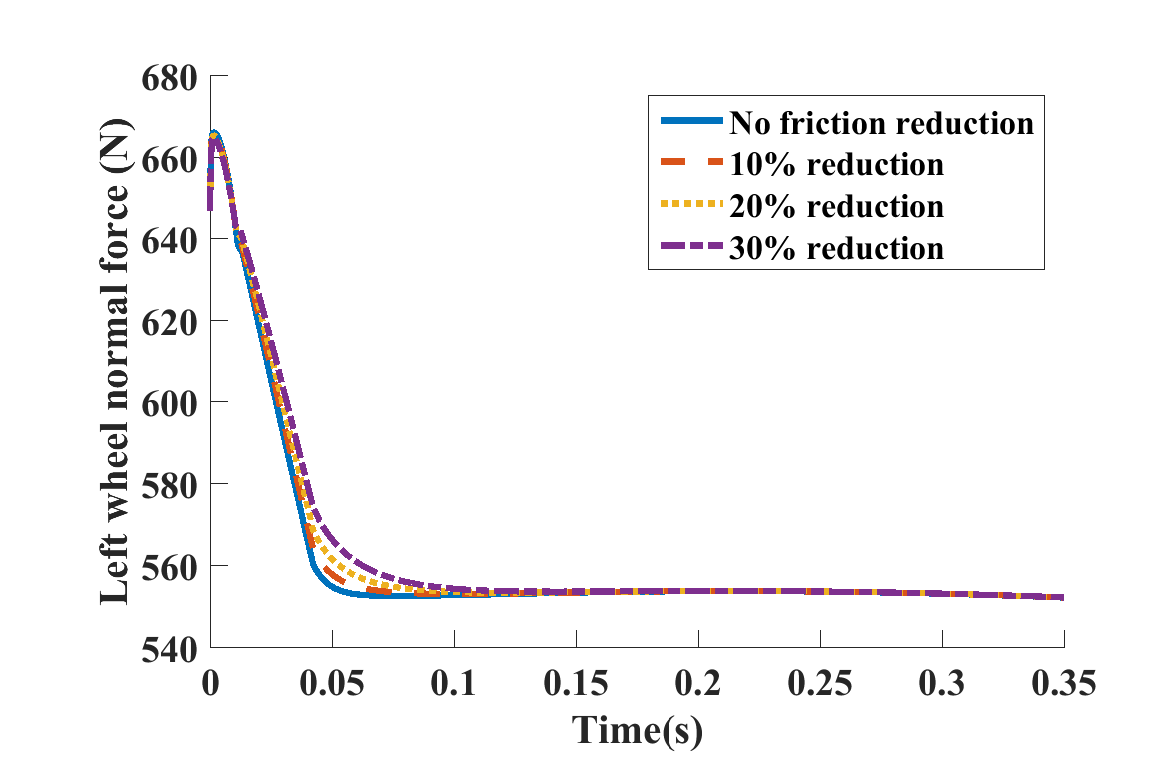 Left wheel normal force (N)
680
660
640
620
600
580
560
540
No friction reduction
10% reduction
20% reduction
30% reduction
0
0.05
0.1
0.15
0.2
0.25
0.3
0.35
Time(s)